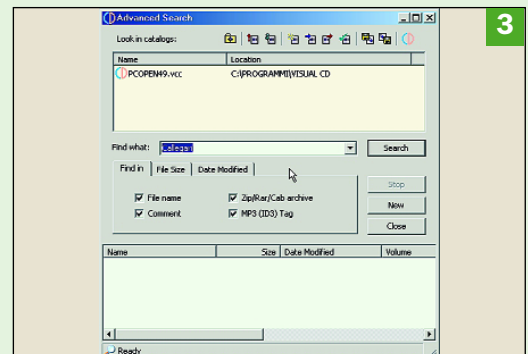 3
Advanced Search
Look in catalogs:
Name Location
PCOPEN49.vcc C:\PROGRAMMI\VISUAL CD
Find what: Callegari Search
Find in File Size Date Modified
Stop
File name Zip/Rar/Cab archive
New
Comment MP3 (ID3) Tag
Close
Name Size Date Modified Volume
Ready